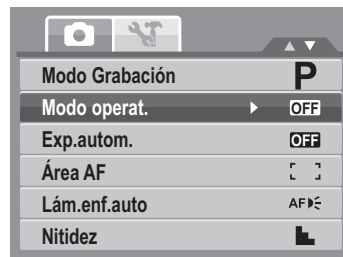 Modo Grabación P
Modo operat. OFF
Exp.autom. OFF
Área AF
Lám.enf.auto AF
Nitidez